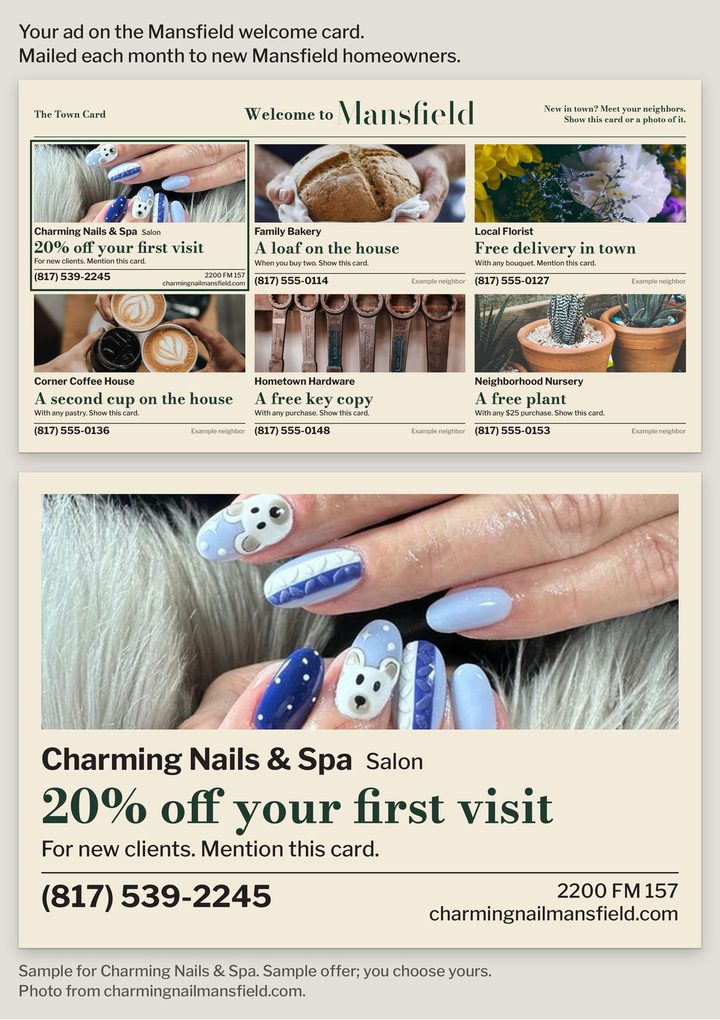 Your ad on the Mansfield welcome card.
Mailed each month to new Mansfield homeowners.
The Town Card
Welcome to Mansfield
New in town? Meet your neighbors.
Show this card or a photo of it.
Charming Nails & Spa Salon
20% off your first visit
For new clients. Mention this card.
(817) 539-2245
2200 FM 157
charmingnailmansfield.com
Family Bakery
A loaf on the house
When you buy two. Show this card.
(817) 555-0114
Example neighbor
Local Florist
Free delivery in town
With any bouquet. Mention this card.
(817) 555-0127
Example neighbor
Corner Coffee House
A second cup on the house
With any pastry. Show this card.
(817) 555-0136
Example neighbor
Hometown Hardware
A free key copy
With any purchase. Show this card.
(817) 555-0148
Example neighbor
Neighborhood Nursery
A free plant
With any $25 purchase. Show this card.
(817) 555-0153
Example neighbor
Charming Nails & Spa Salon
20% off your first visit
For new clients. Mention this card.
(817) 539-2245
2200 FM 157
charmingnailmansfield.com
Sample for Charming Nails & Spa. Sample offer; you choose yours.
Photo from charmingnailmansfield.com.